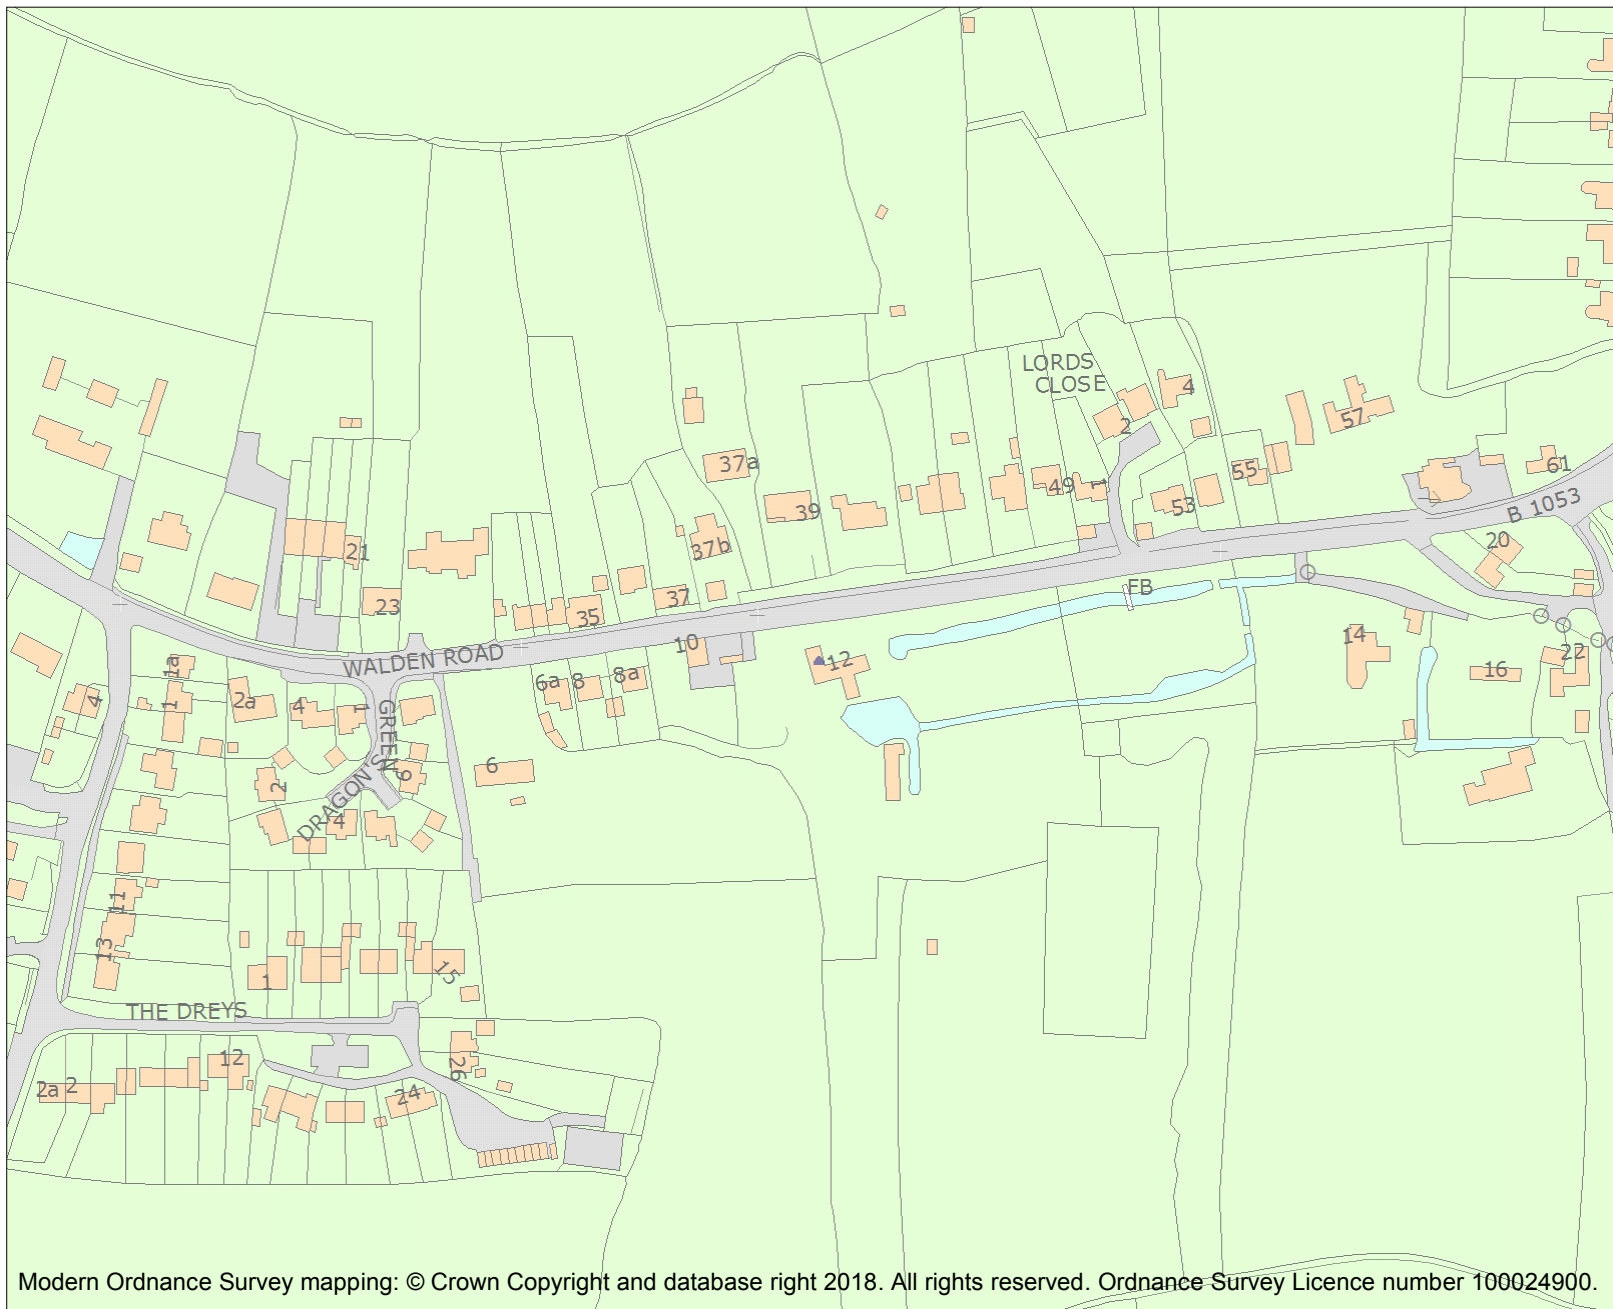 LORDS
CLOSE
4
2
57
37a
49
1
55
61
39
53
B 1053
21
37b
20
FB
23
37
35
WALDEN ROAD
10
12
14
22
1a
6a
8
8a
16
4
1
2a
4
1
DRAGON'S
GREEN
6
9
2
4
11
13
1
15
THE DREYS
2a
2
12
26
24
Modern Ordnance Survey mapping: © Crown Copyright and database right 2018. All rights reserved. Ordnance Survey Licence number 100024900.